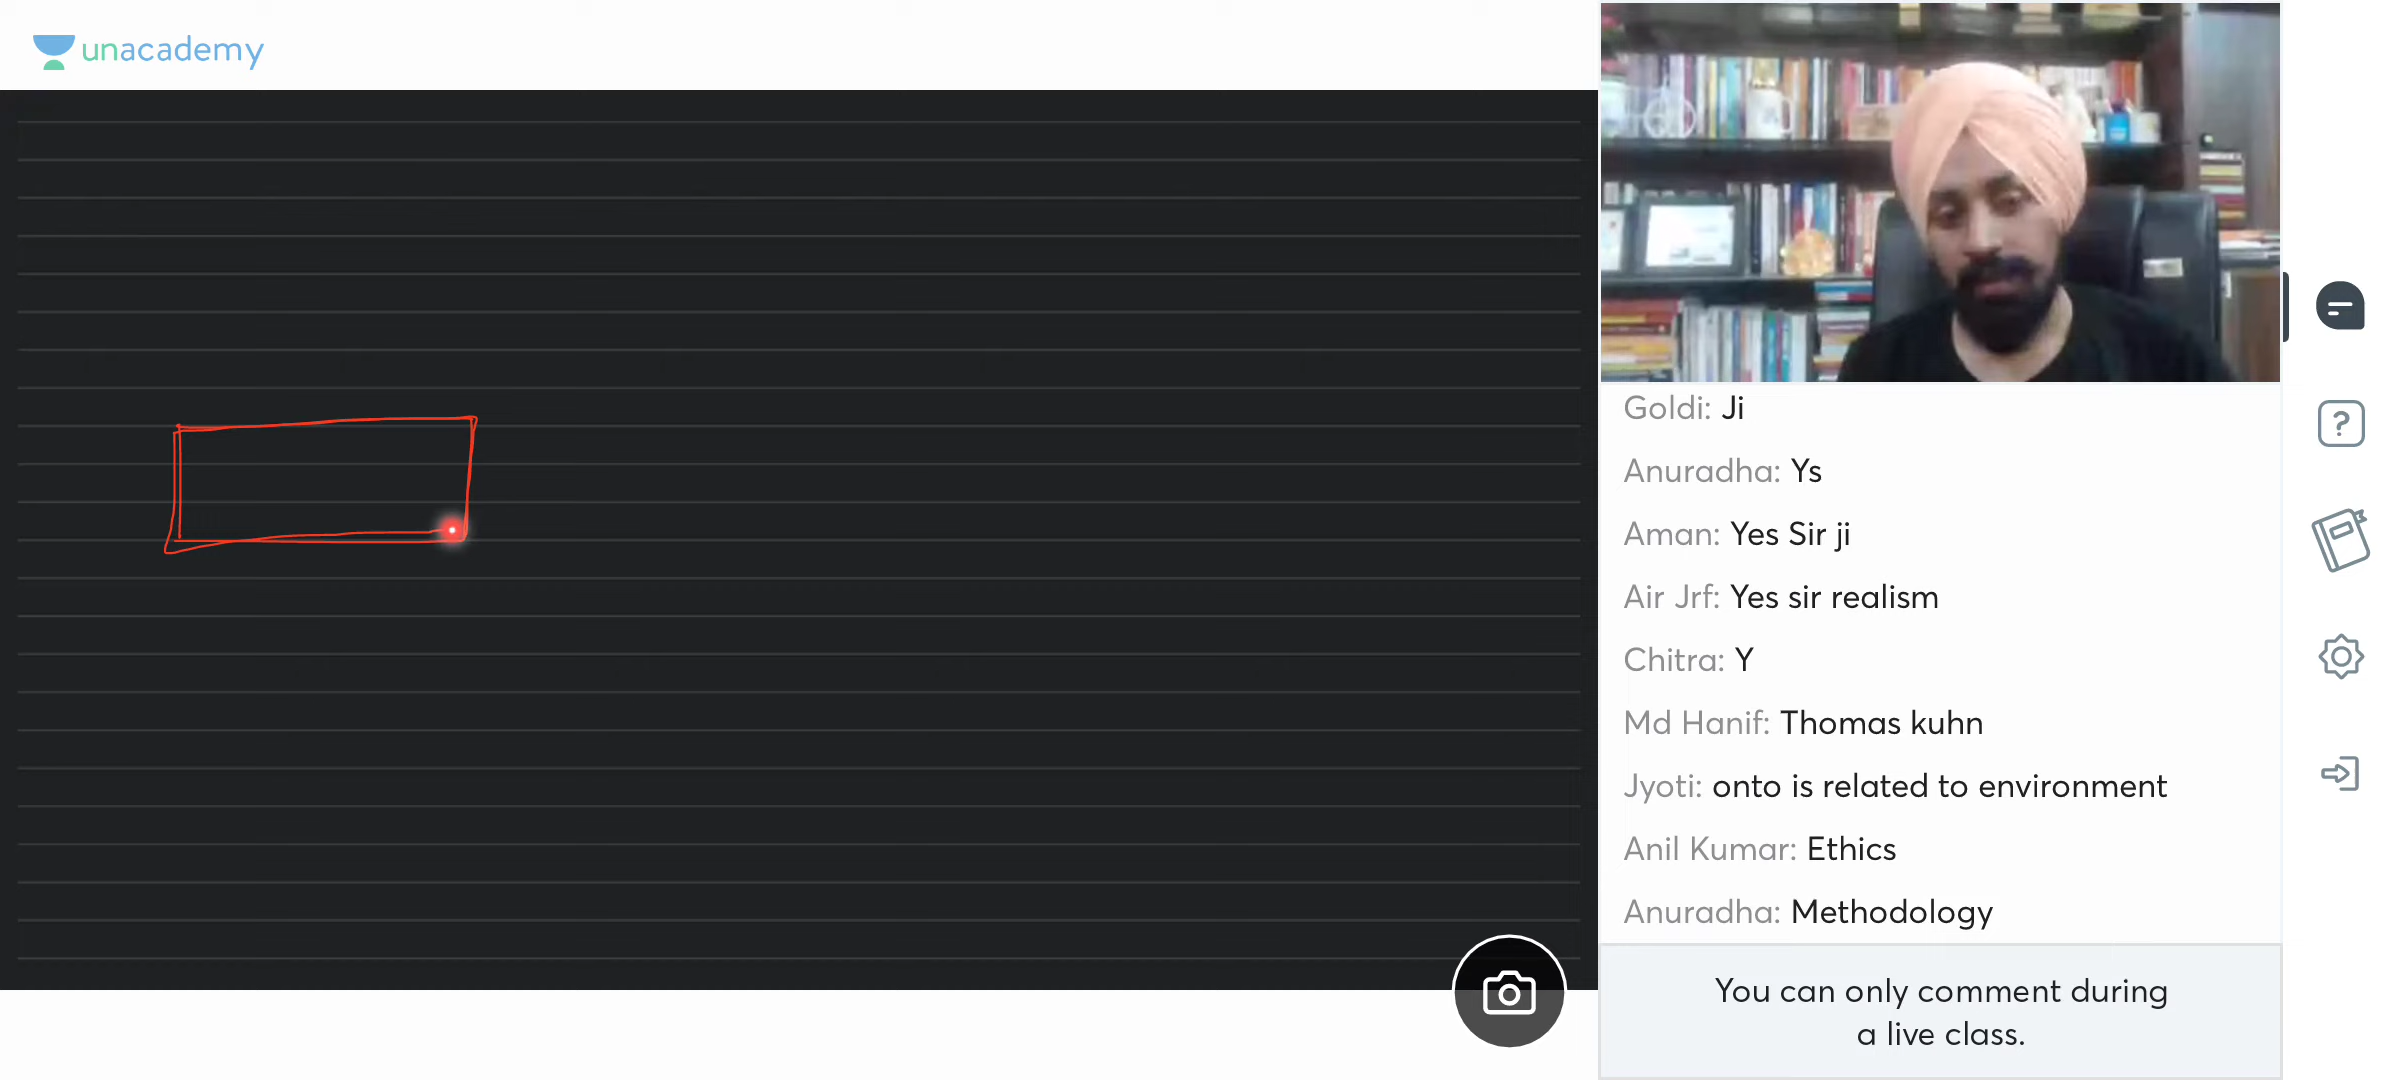 unacademy
Goldi: Ji
Anuradha: Ys
Aman: Yes Sir ji
Air Jrf: Yes sir realism
Chitra: Y
Md Hanif: Thomas kuhn
Jyoti: onto is related to environment
Anil Kumar: Ethics
Anuradha: Methodology
You can only comment during
a live class.